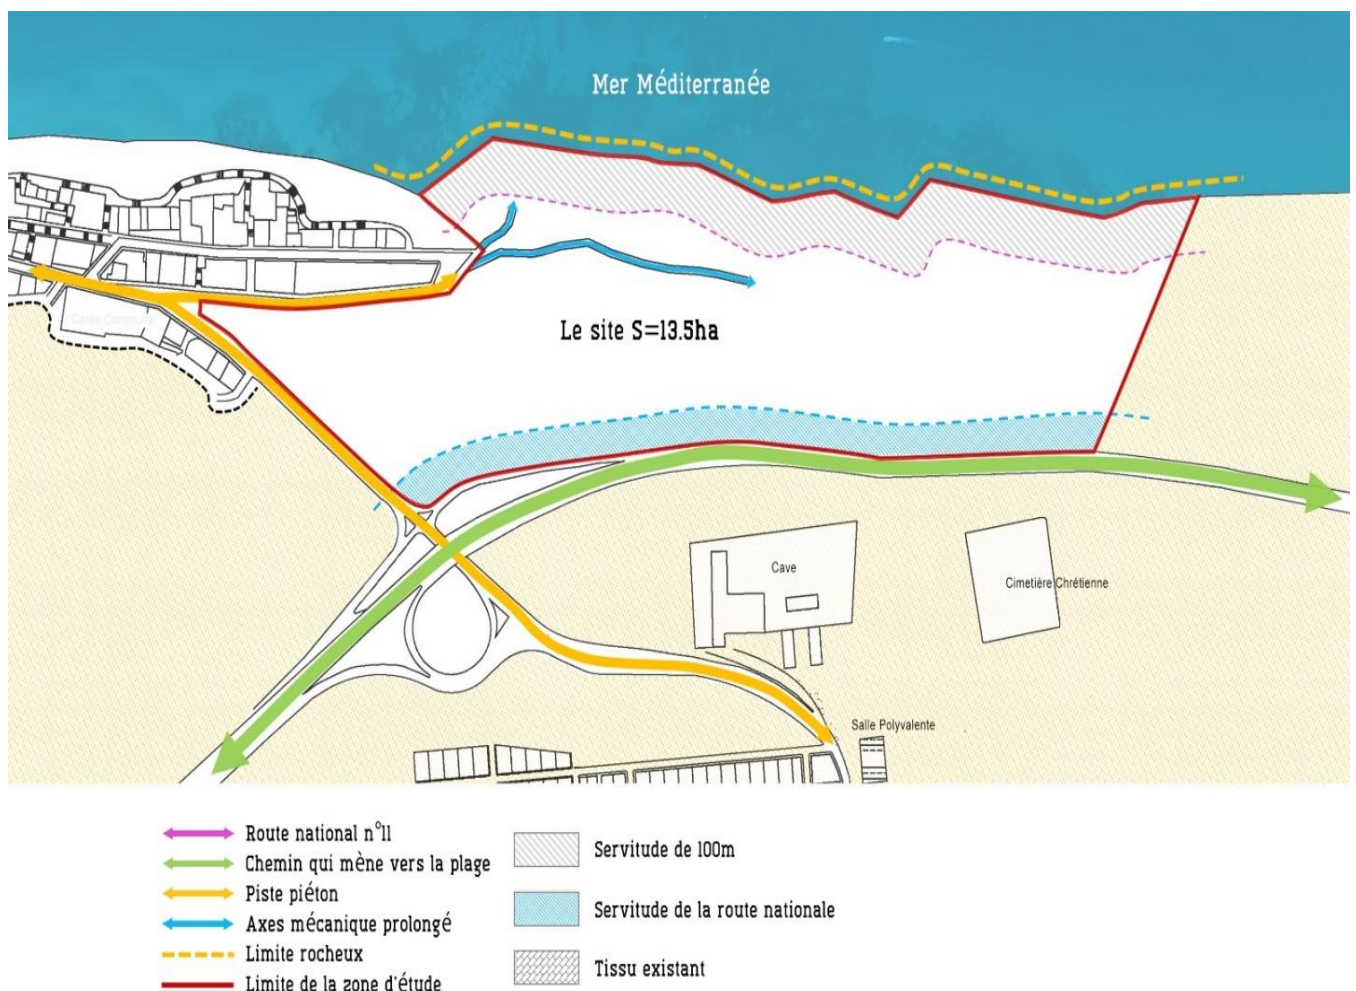 Mer Méditerranée
Carde Communal
Le site S=13.5ha
Cave
Cimetière Chrétienne
Salle Polyvalente
Route national n°11
Chemin qui mène vers la plage
Piste piéton
Axes mécanique prolongé
Limite rocheux
Limite de la zone d'étude
Servitude de 100m
Servitude de la route nationale
Tissu existant